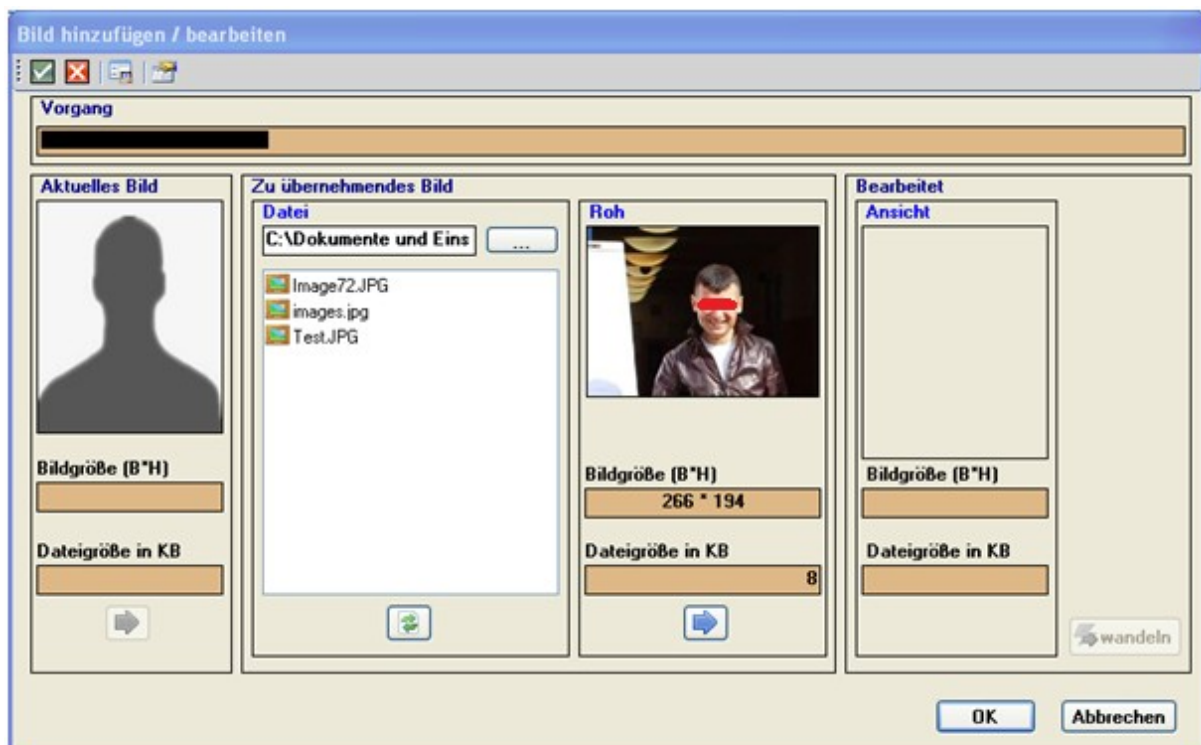 Bild hinzufügen / bearbeiten
Vorgang
Aktuelles Bild
Bildgröße (B*H)
Dateigröße in KB
Zu übernehmendes Bild
Datei
C:\Dokumente und Eins
...
Image72.JPG
images.jpg
Test.JPG
Roh
Bildgröße (B*H)
266 * 194
Dateigröße in KB
8
Bearbeitet
Ansicht
Bildgröße (B*H)
Dateigröße in KB
wandeln
OK
Abbrechen